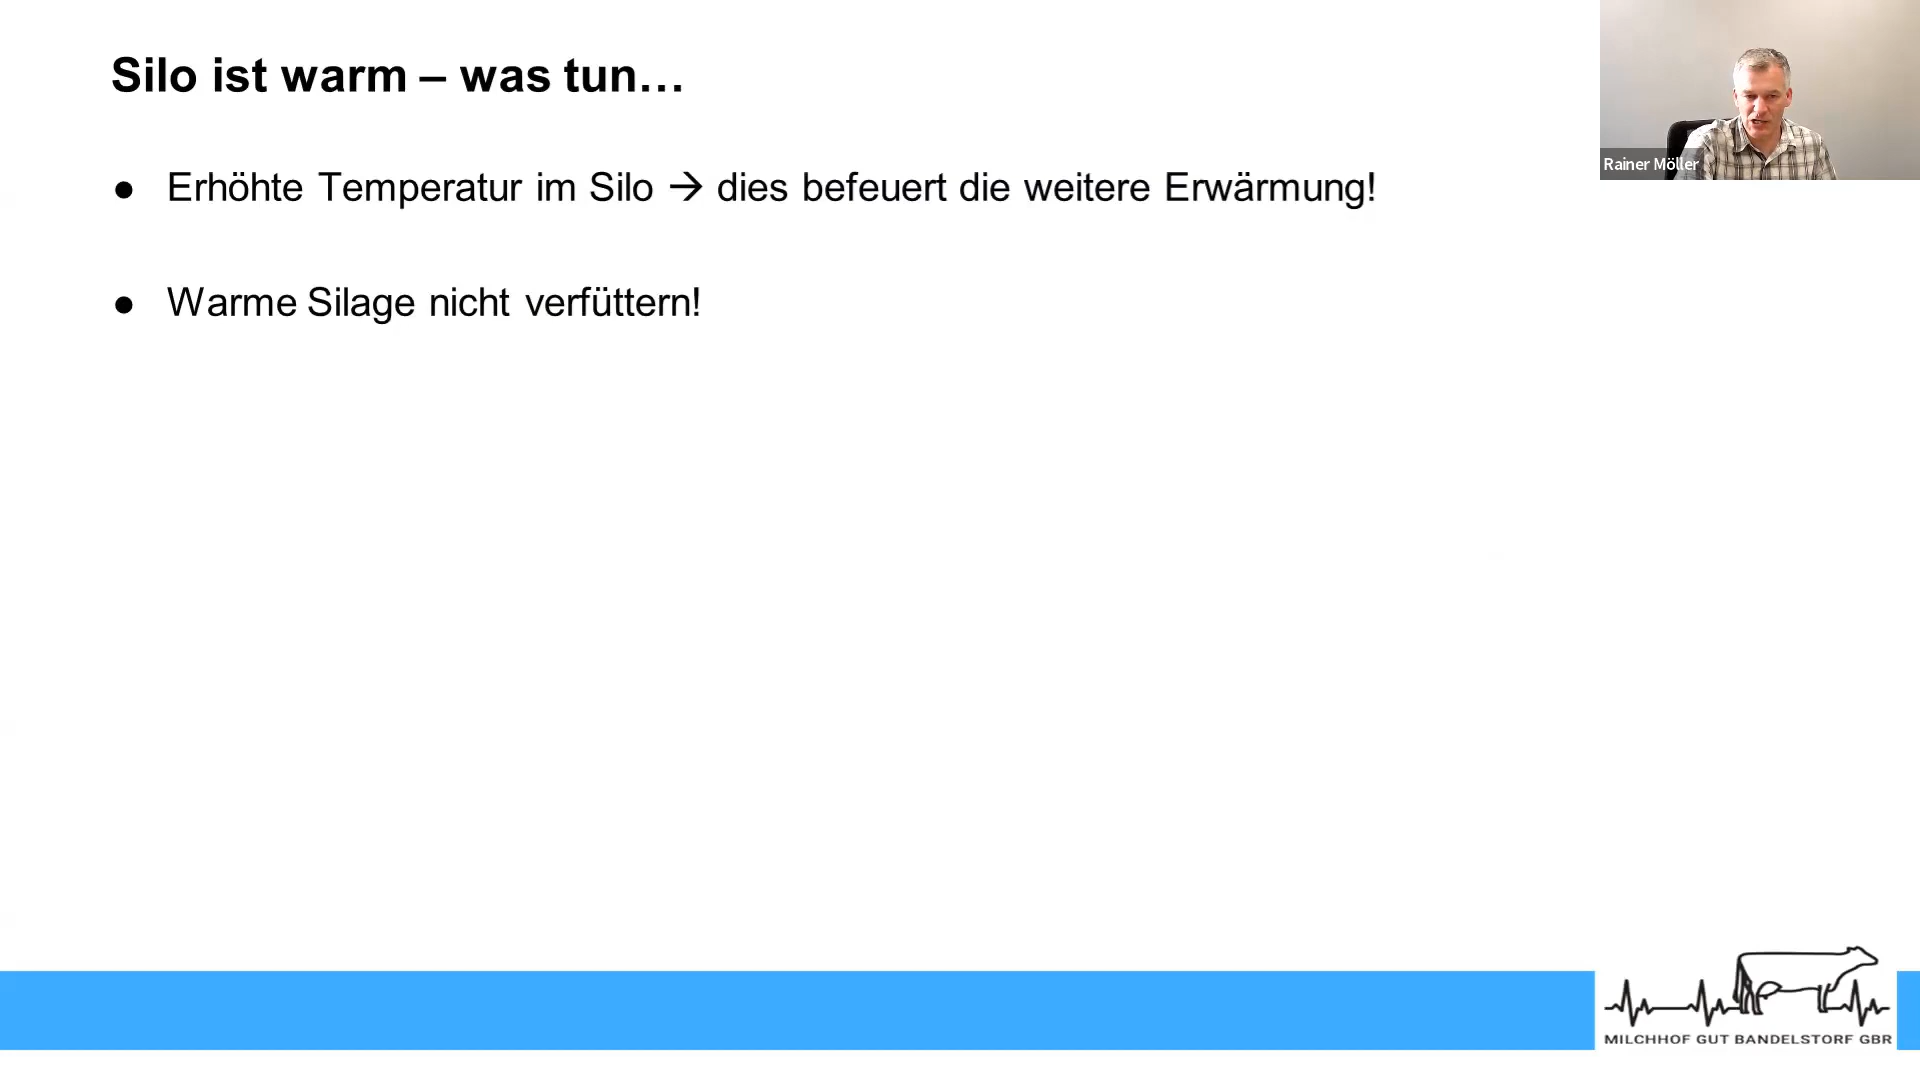 Silo ist warm – was tun…
● Erhöhte Temperatur im Silo → dies befeuert die weitere Erwärmung!
● Warme Silage nicht verfüttern!
Rainer Möller
MILCHHOF GUT BANDELSTORF GBR